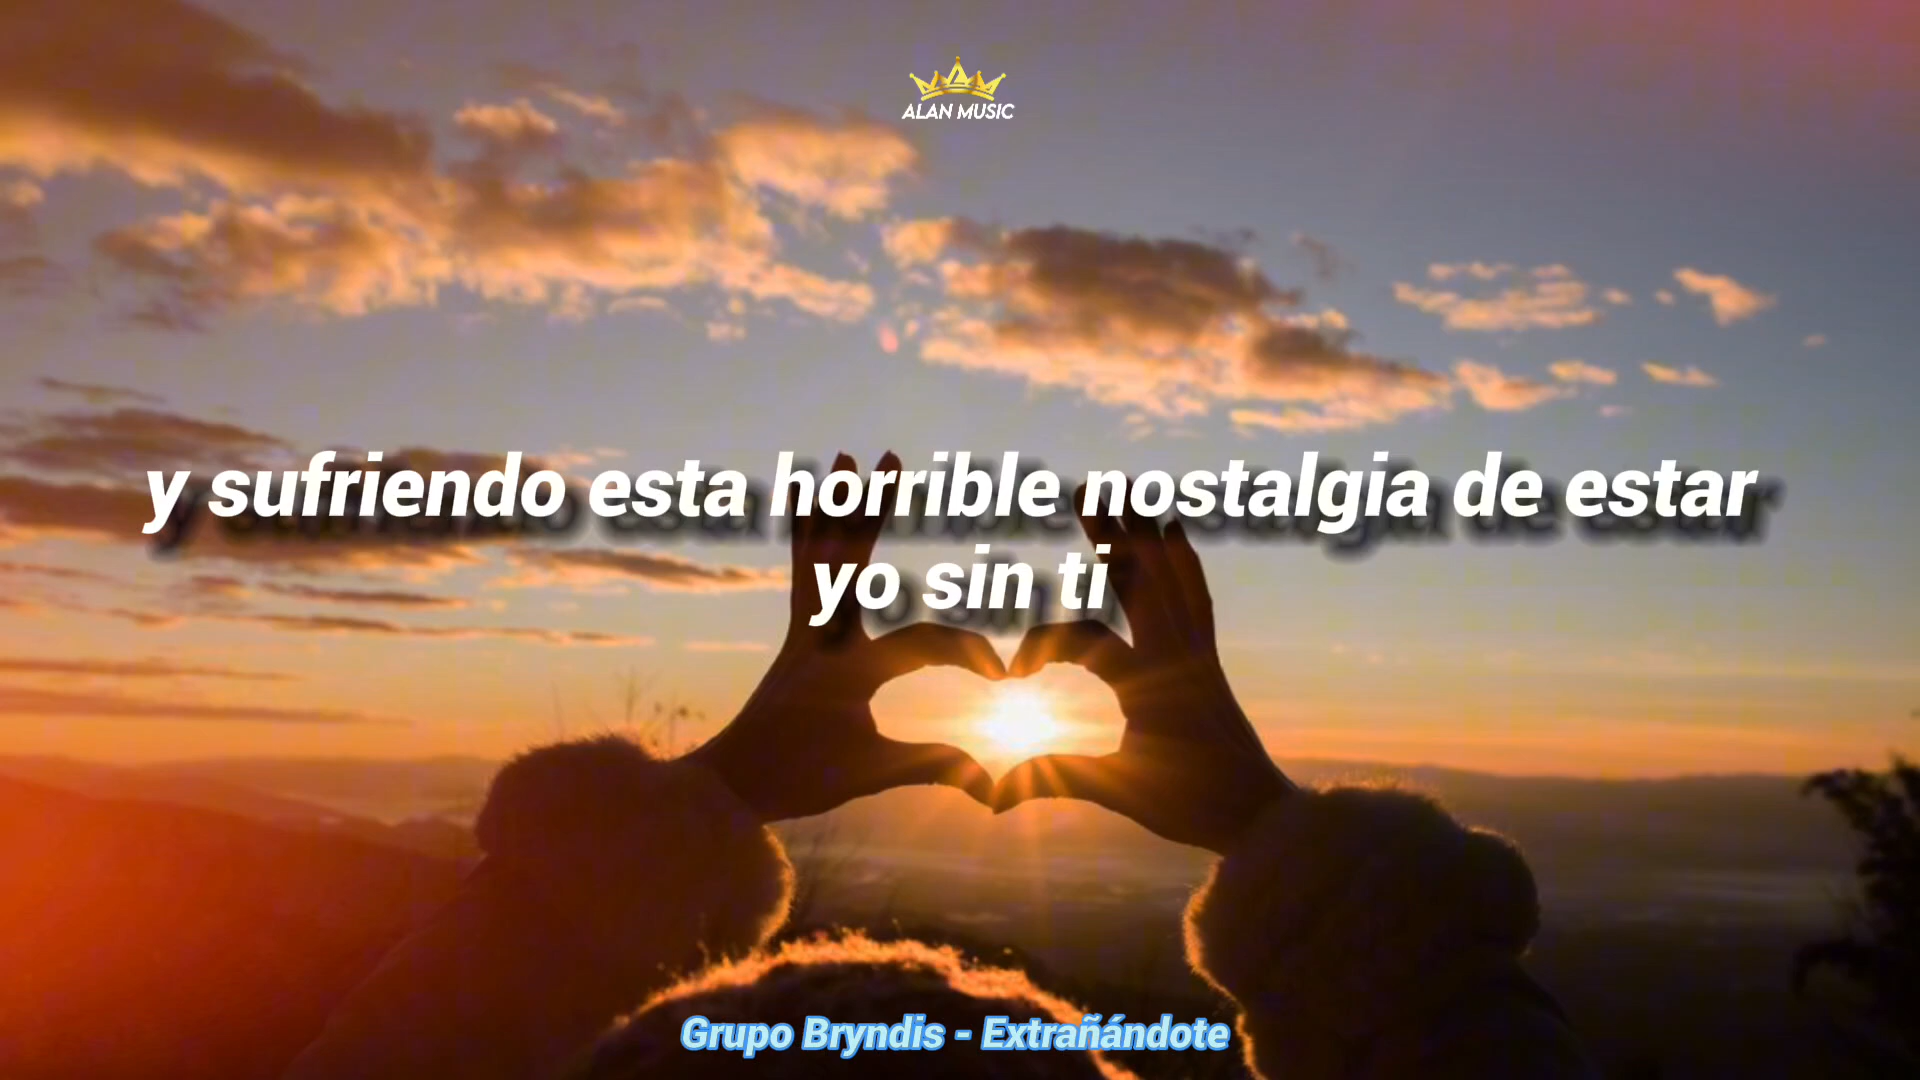 ALAN MUSIC
y sufriendo esta horrible nostalgia de estar
yo sin ti
Grupo Bryndis - Extrañándote